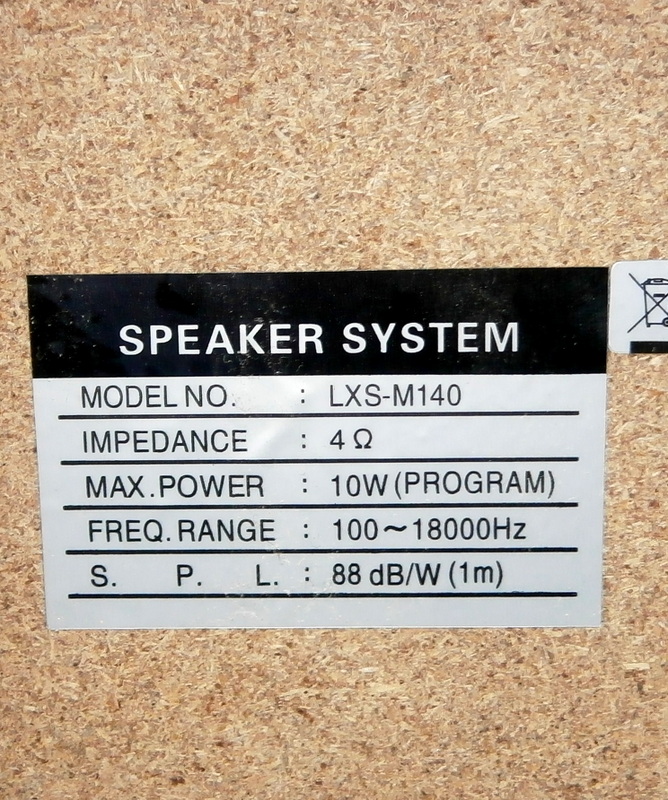 SPEAKER SYSTEM
MODEL NO. : LXS-M140
IMPEDANCE : 4 Ω
MAX.POWER : 10W (PROGRAM)
FREQ. RANGE : 100~18000Hz
S. P. L. : 88 dB/W (1m)